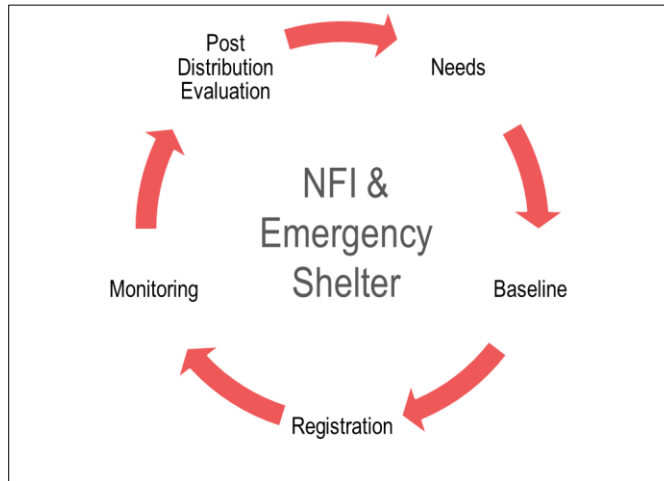 Post
Distribution
Evaluation
Needs
NFI &
Emergency
Shelter
Monitoring
Baseline
Registration